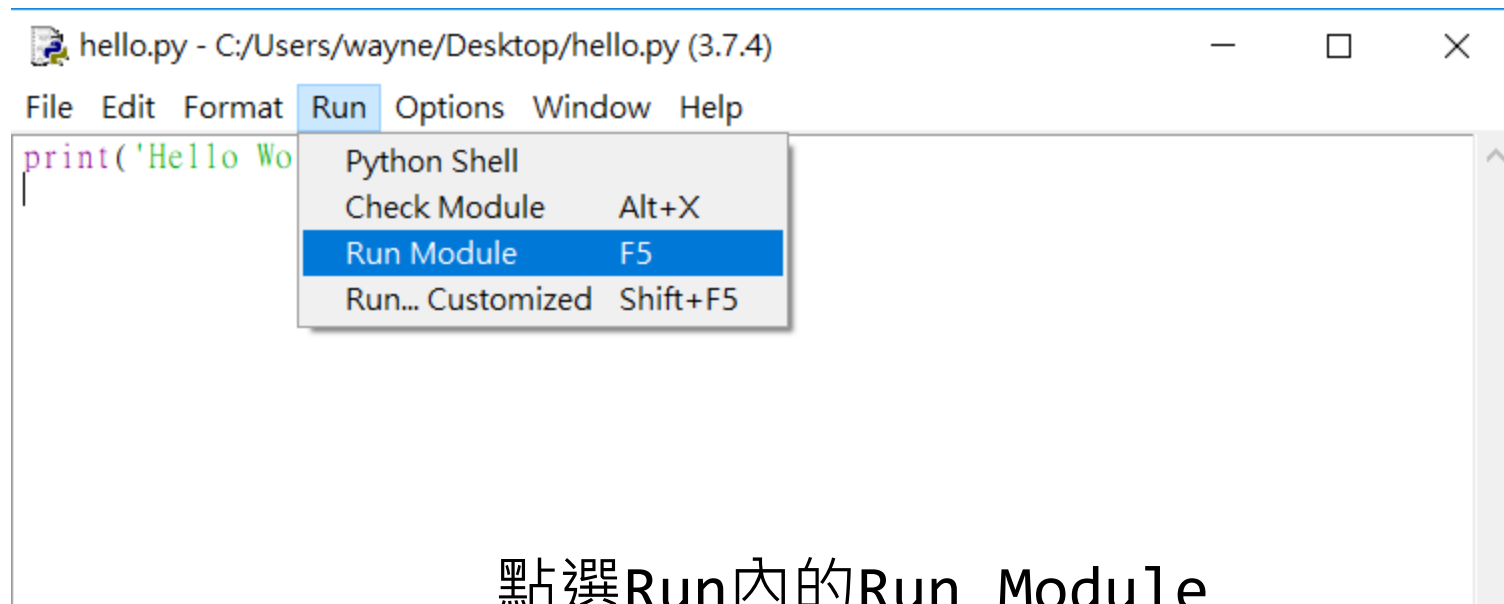 hello.py - C:/Users/wayne/Desktop/hello.py (3.7.4)
File Edit Format Run Options Window Help
print('Hello Wo
Python Shell
Check Module Alt+X
Run Module F5
Run... Customized Shift+F5
點選Run內的Run Module